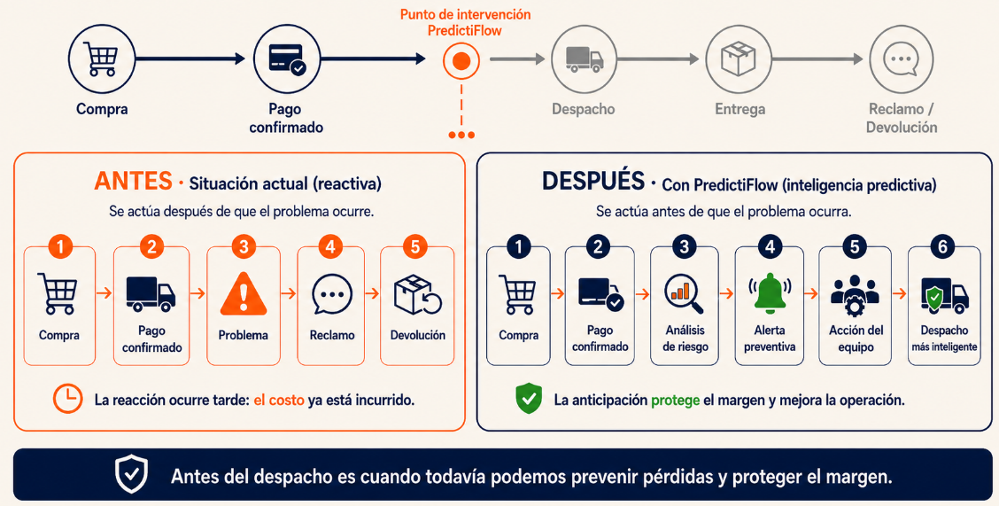 Punto de intervención
PredictiFlow
Compra
Pago
confirmado
Despacho
Entrega
Reclamo /
Devolución
ANTES · Situación actual (reactiva)
Se actúa después de que el problema ocurre.
1
2
3
4
5
Compra
Pago
confirmado
Problema
Reclamo
Devolución
La reacción ocurre tarde: el costo ya está incurrido.
DESPUÉS · Con PredictiFlow (inteligencia predictiva)
Se actúa antes de que el problema ocurra.
1
2
3
4
5
6
Compra
Pago
confirmado
Análisis
de riesgo
Alerta
preventiva
Acción del
equipo
Despacho
más inteligente
La anticipación protege el margen y mejora la operación.
Antes del despacho es cuando todavía podemos prevenir pérdidas y proteger el margen.